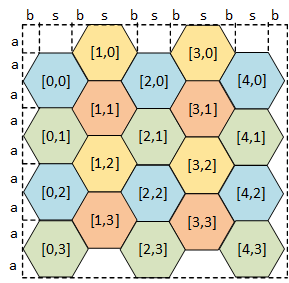 b s b s b s b s b
a
a
a
a
a
a
a
a
a
[1,0] [3,0]
[0,0] [2,0] [4,0]
[1,1] [3,1]
[0,1] [2,1] [4,1]
[1,2] [3,2]
[0,2] [2,2] [4,2]
[1,3] [3,3]
[0,3] [2,3] [4,3]